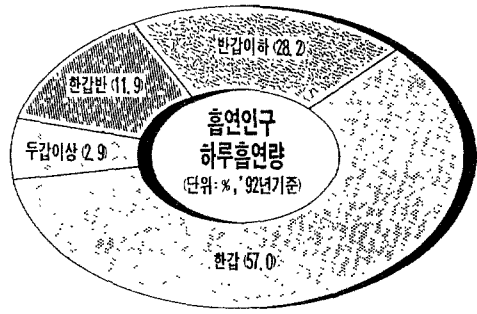 반갑이하(28.2)
한갑반(11.9)
두갑이상(2.9)
흡연인구
하루흡연량
(단위:%,'92년기준)
한갑(57.0)